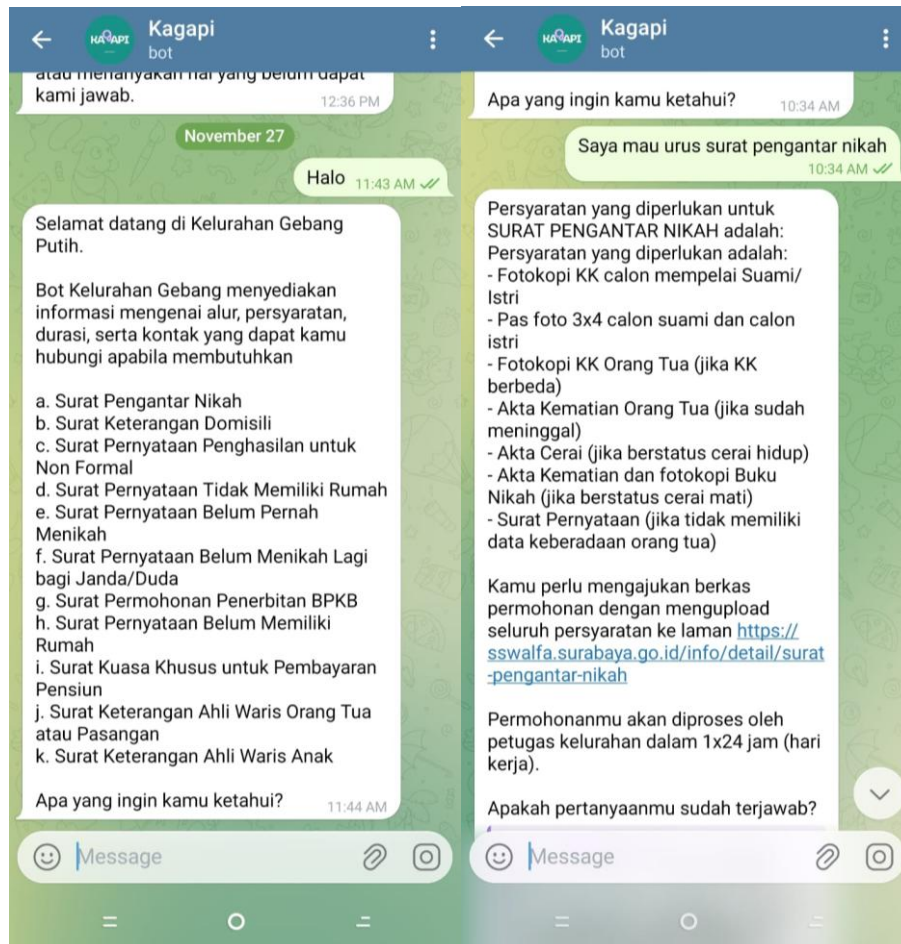 Kagapi
bot
KAGAPI
atau menanyakan hal yang belum dapat
kami jawab.
12:36 PM
November 27
Halo
11:43 AM
Selamat datang di Kelurahan Gebang
Putih.
Bot Kelurahan Gebang menyediakan
informasi mengenai alur, persyaratan,
durasi, serta kontak yang dapat kamu
hubungi apabila membutuhkan
a. Surat Pengantar Nikah
b. Surat Keterangan Domisili
c. Surat Pernyataan Penghasilan untuk
Non Formal
d. Surat Pernyataan Tidak Memiliki Rumah
e. Surat Pernyataan Belum Pernah
Menikah
f. Surat Pernyataan Belum Menikah Lagi
bagi Janda/Duda
g. Surat Permohonan Penerbitan BPKB
h. Surat Pernyataan Belum Memiliki
Rumah
i. Surat Kuasa Khusus untuk Pembayaran
Pensiun
j. Surat Keterangan Ahli Waris Orang Tua
atau Pasangan
k. Surat Keterangan Ahli Waris Anak
Apa yang ingin kamu ketahui?
11:44 AM
Message
Kagapi
bot
KAGAPI
Apa yang ingin kamu ketahui?
10:34 AM
Saya mau urus surat pengantar nikah
10:34 AM
Persyaratan yang diperlukan untuk
SURAT PENGANTAR NIKAH adalah:
Persyaratan yang diperlukan adalah:
- Fotokopi KK calon mempelai Suami/
Istri
- Pas foto 3x4 calon suami dan calon
istri
- Fotokopi KK Orang Tua (jika KK
berbeda)
- Akta Kematian Orang Tua (jika sudah
meninggal)
- Akta Cerai (jika berstatus cerai hidup)
- Akta Kematian dan fotokopi Buku
Nikah (jika berstatus cerai mati)
- Surat Pernyataan (jika tidak memiliki
data keberadaan orang tua)
Kamu perlu mengajukan berkas
permohonan dengan mengupload
seluruh persyaratan ke laman https://
sswalfa.surabaya.go.id/info/detail/surat
-pengantar-nikah
Permohonanmu akan diproses oleh
petugas kelurahan dalam 1x24 jam (hari
kerja).
Apakah pertanyaanmu sudah terjawab?
Message